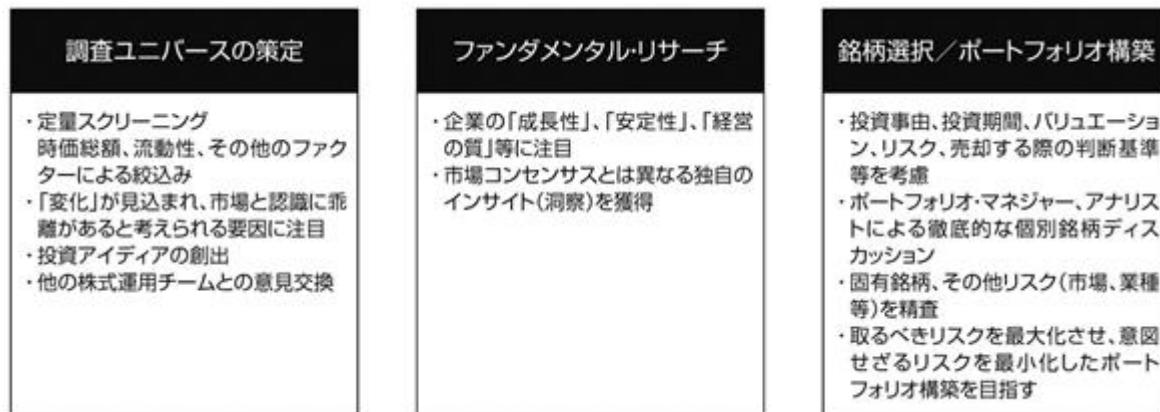 調査ユニバースの策定
・定量スクリーニング
時価総額、流動性、その他のファク
ターによる絞込み
・「変化」が見込まれ、市場と認識に乖
離があると考えられる要因に注目
・投資アイディアの創出
・他の株式運用チームとの意見交換
ファンダメンタル・リサーチ
・企業の「成長性」、「安定性」、「経営
の質」等に注目
・市場コンセンサスとは異なる独自の
インサイト(洞察)を獲得
銘柄選択／ポートフォリオ構築
・投資事由、投資期間、バリュエーショ
ン、リスク、売却する際の判断基準
等を考慮
・ポートフォリオ・マネジャー、アナリス
トによる徹底的な個別銘柄ディス
カッション
・固有銘柄、その他リスク(市場、業種
等)を精査
・取るべきリスクを最大化させ、意図
せざるリスクを最小化したポート
フォリオ構築を目指す